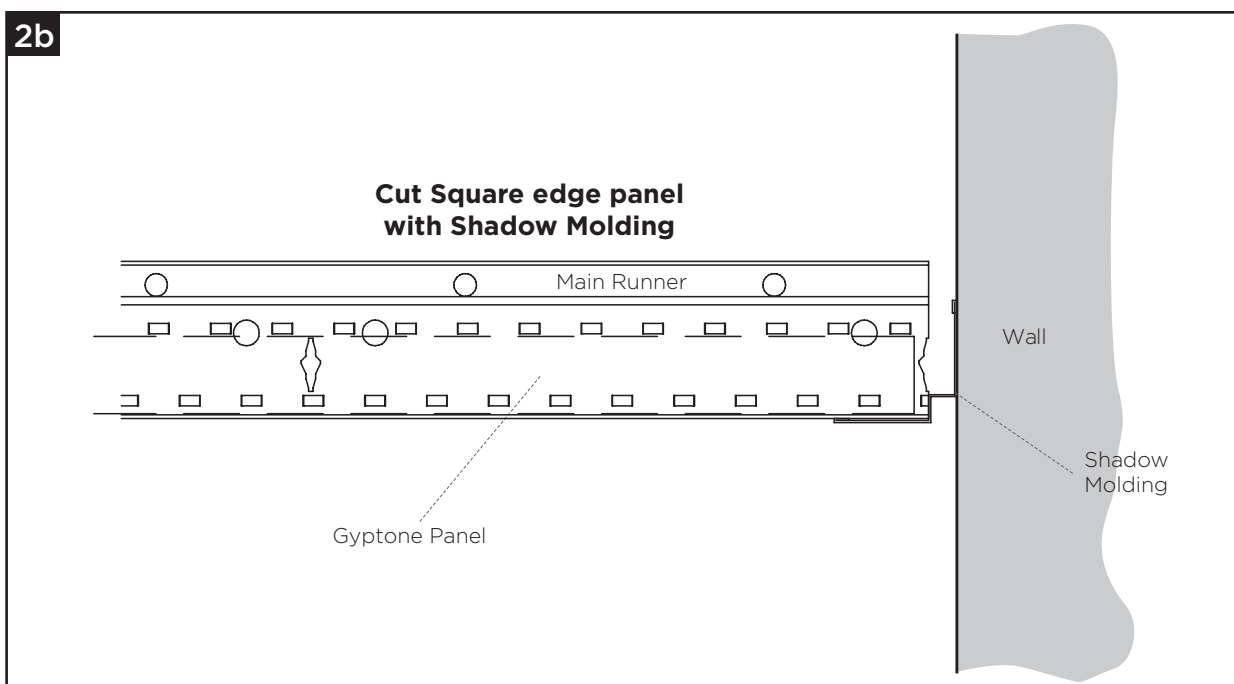 2b
Cut Square edge panel
with Shadow Molding
Main Runner
Wall
Shadow
Molding
Gyptone Panel